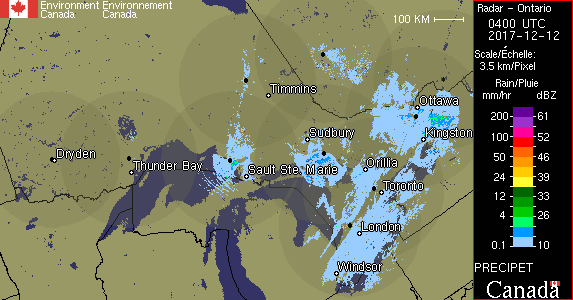 Environment Environnement
Canada Canada
100 KM
Timmins
Ottawa
Sudbury
Kingston
Dryden
Thunder Bay
Sault Ste. Marie
Orillia
Toronto
London
Windsor
Radar - Ontario
0400 UTC
2017-12-12
Scale/Échelle:
3.5 km/Pixel
Rain/Pluie
mm/hr dBZ
200 61
100 52
50 46
24 39
12 33
4 26
0.1 10
PRECIPET
Canada